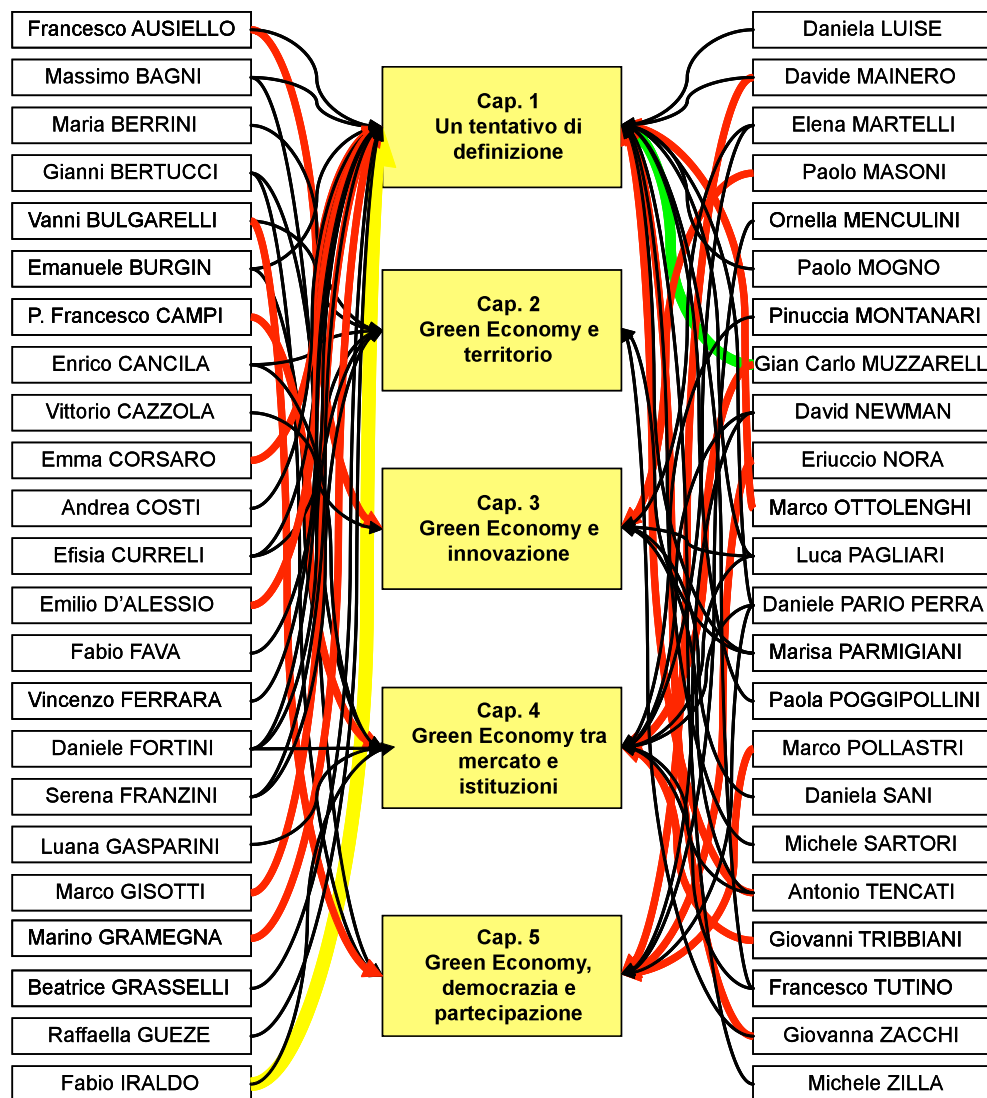 Francesco AUSIELLO
Massimo BAGNI
Maria BERRINI
Gianni BERTUCCI
Vanni BULGARELLI
Emanuele BURGIN
P. Francesco CAMPI
Enrico CANCILA
Vittorio CAZZOLA
Emma CORSARO
Andrea COSTI
Efisia CURRELI
Emilio D'ALESSIO
Fabio FAVA
Vincenzo FERRARA
Daniele FORTINI
Serena FRANZINI
Luana GASPARINI
Marco GISOTTI
Marino GRAMEGNA
Beatrice GRASSELLI
Raffaella GUEZE
Fabio IRALDO
Cap. 1
Un tentativo di
definizione
Cap. 2
Green Economy e
territorio
Cap. 3
Green Economy e
innovazione
Cap. 4
Green Economy tra
mercato e
istituzioni
Cap. 5
Green Economy,
democrazia e
partecipazione
Daniela LUISE
Davide MAINERO
Elena MARTELLI
Paolo MASONI
Ornella MENCULINI
Paolo MOGNO
Pinuccia MONTANARI
Gian Carlo MUZZARELL
David NEWMAN
Eriuccio NORA
Marco OTTOLENGHI
Luca PAGLIARI
Daniele PARIO PERRA
Marisa PARMIGIANI
Paola POGGIPOLLINI
Marco POLLASTRI
Daniela SANI
Michele SARTORI
Antonio TENCATI
Giovanni TRIBBIANI
Francesco TUTINO
Giovanna ZACCHI
Michele ZILLA